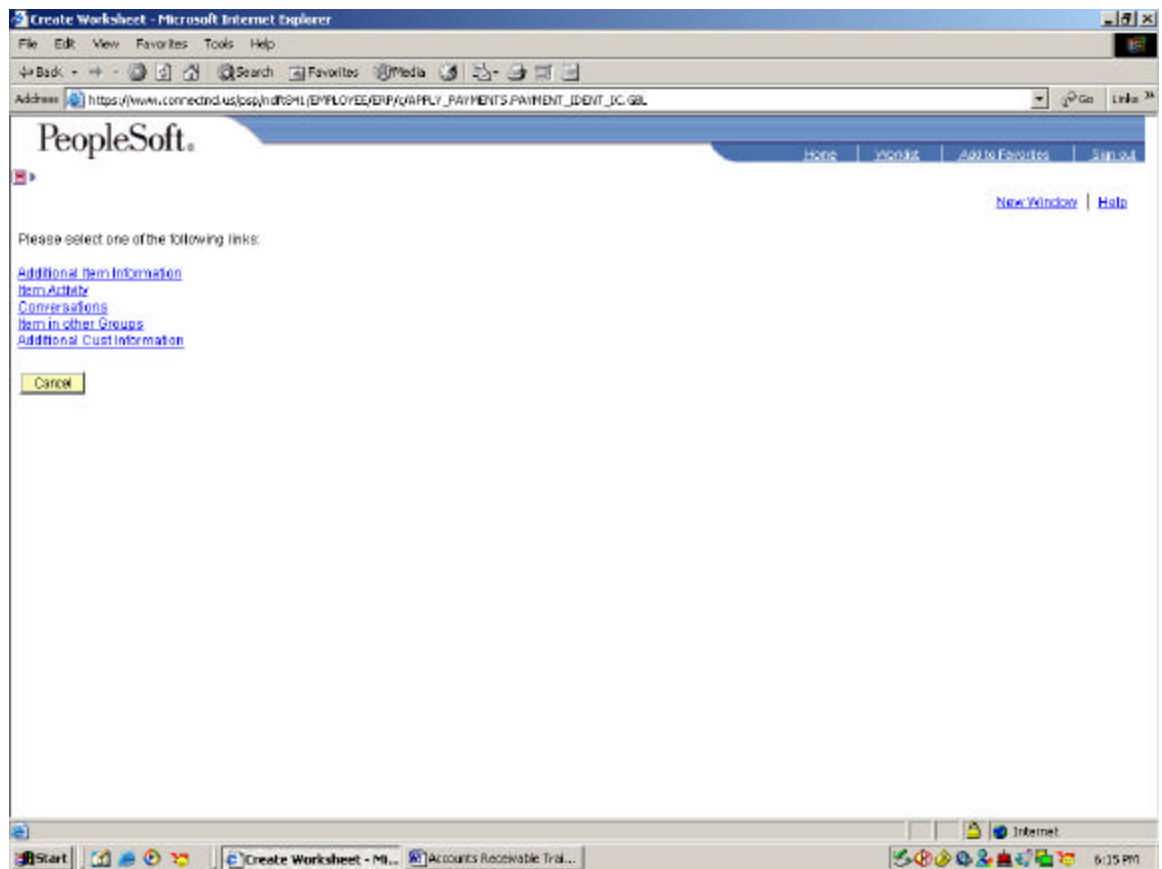 Create Worksheet - Microsoft Internet Explorer
File Edit View Favorites Tools Help
Back Search Favorites Media
Address https://www.connectnd.us/psp/ndft841/EMPLOYEE/ERP/c/APPLY_PAYMENTS.PAYMENT_IDENT_IC.GBL Go Links
PeopleSoft.
Home Worklist Add to Favorites Sign out
New Window Help
Please select one of the following links:
Additional Item Information
Item Activity
Conversations
Item in other Groups
Additional Cust Information
Cancel
Internet
Start Create Worksheet - Mi... Accounts Receivable Trai... 6:15 PM